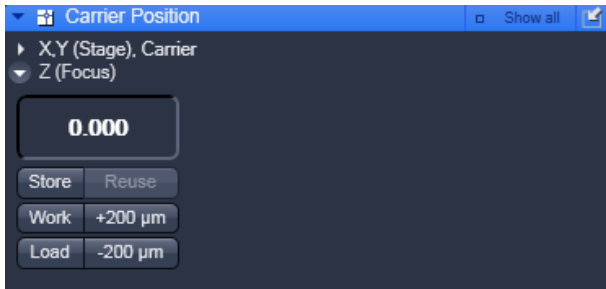 Carrier Position Show all
X,Y (Stage), Carrier
Z (Focus)
0.000
Store Reuse
Work +200 µm
Load -200 µm